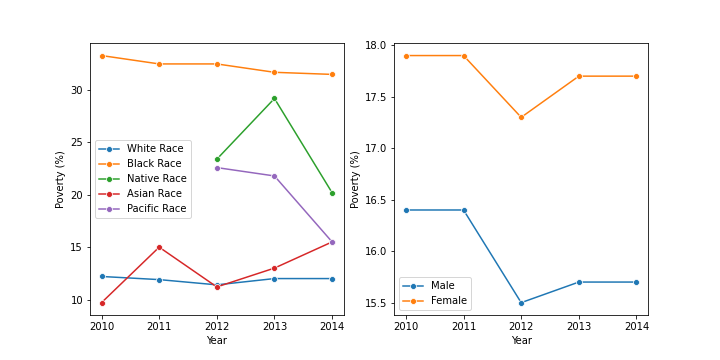 Poverty (%)
30
25
20
15
10
White Race
Black Race
Native Race
Asian Race
Pacific Race
2010 2011 2012 2013 2014
Year
Poverty (%)
18.0
17.5
17.0
16.5
16.0
15.5
Male
Female
2010 2011 2012 2013 2014
Year